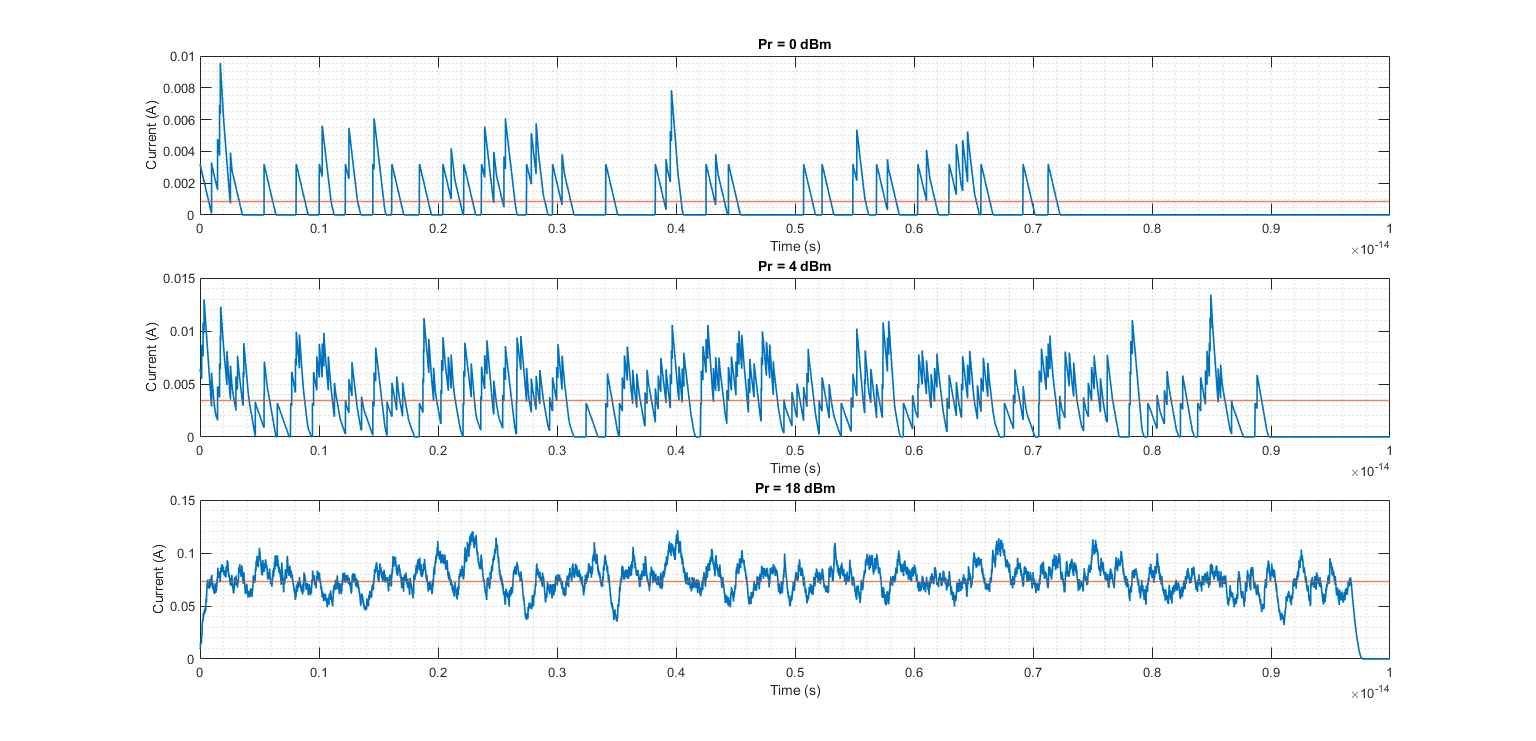 Pr = 0 dBm
0.01
0.008
0.006
0.004
0.002
0
Current (A)
0 0.1 0.2 0.3 0.4 0.5 0.6 0.7 0.8 0.9 1
Time (s)
×10-14
Pr = 4 dBm
0.015
0.01
0.005
0
Current (A)
0 0.1 0.2 0.3 0.4 0.5 0.6 0.7 0.8 0.9 1
Time (s)
×10-14
Pr = 18 dBm
0.15
0.1
0.05
0
Current (A)
0 0.1 0.2 0.3 0.4 0.5 0.6 0.7 0.8 0.9 1
Time (s)
×10-14